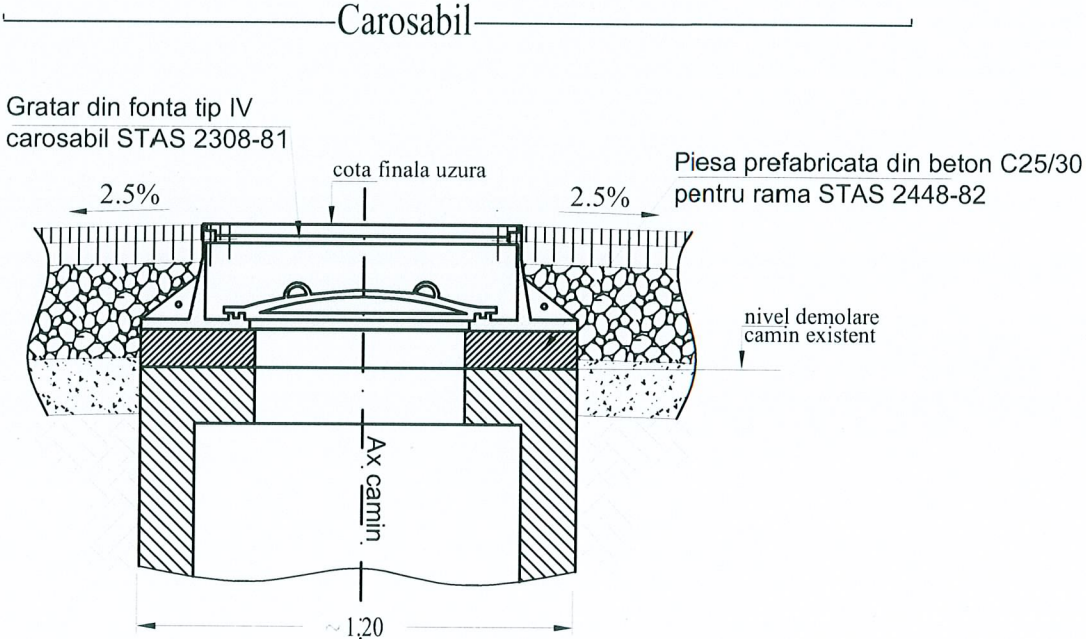 Carosabil
Gratar din fonta tip IV
carosabil STAS 2308-81
cota finala uzura
Piesa prefabricata din beton C25/30
pentru rama STAS 2448-82
2.5%
2.5%
nivel demolare
camin existent
Ax camin
~ 1,20